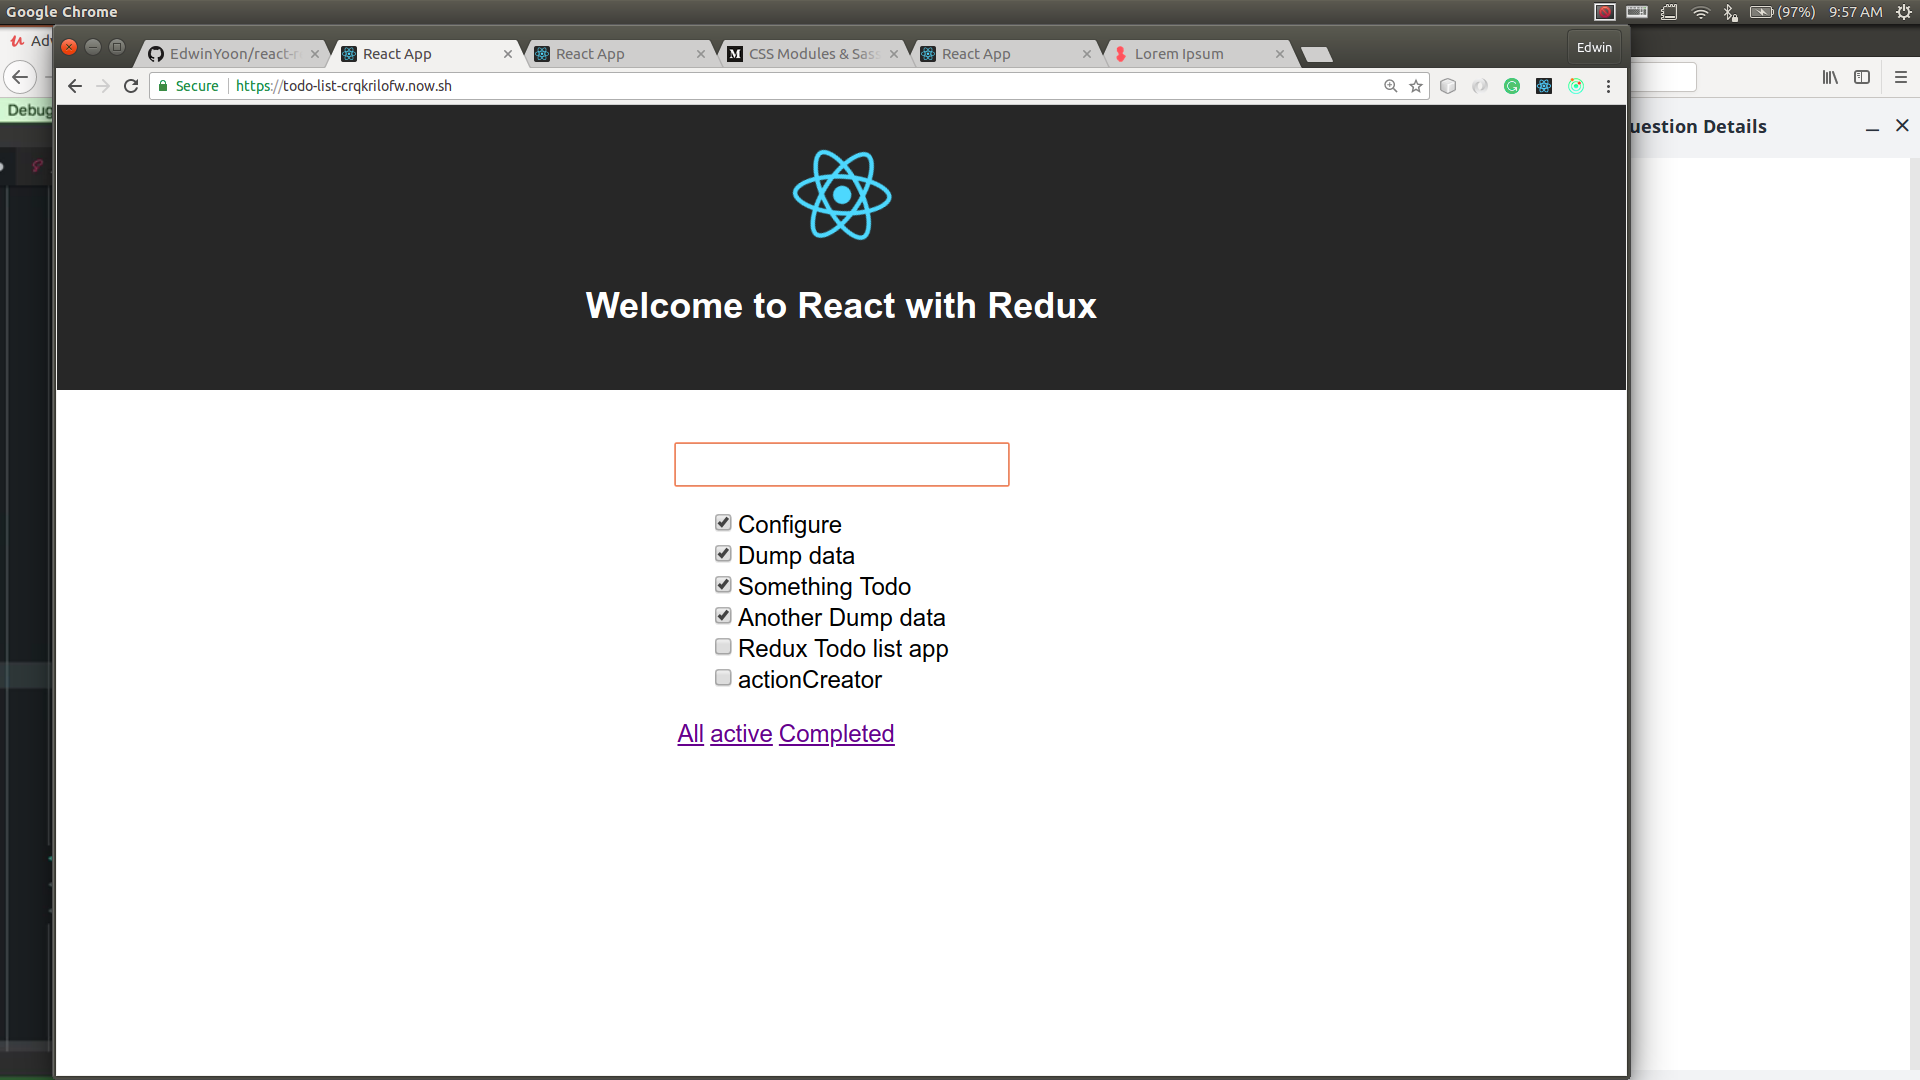 Google Chrome
(97%) 9:57 AM
EdwinYoon/react-r
React App
React App
CSS Modules & Sass
React App
Lorem Ipsum
Edwin
Secure https://todo-list-crqkrilofw.now.sh
Debug
uestion Details
Welcome to React with Redux
Configure
Dump data
Something Todo
Another Dump data
Redux Todo list app
actionCreator
All active Completed